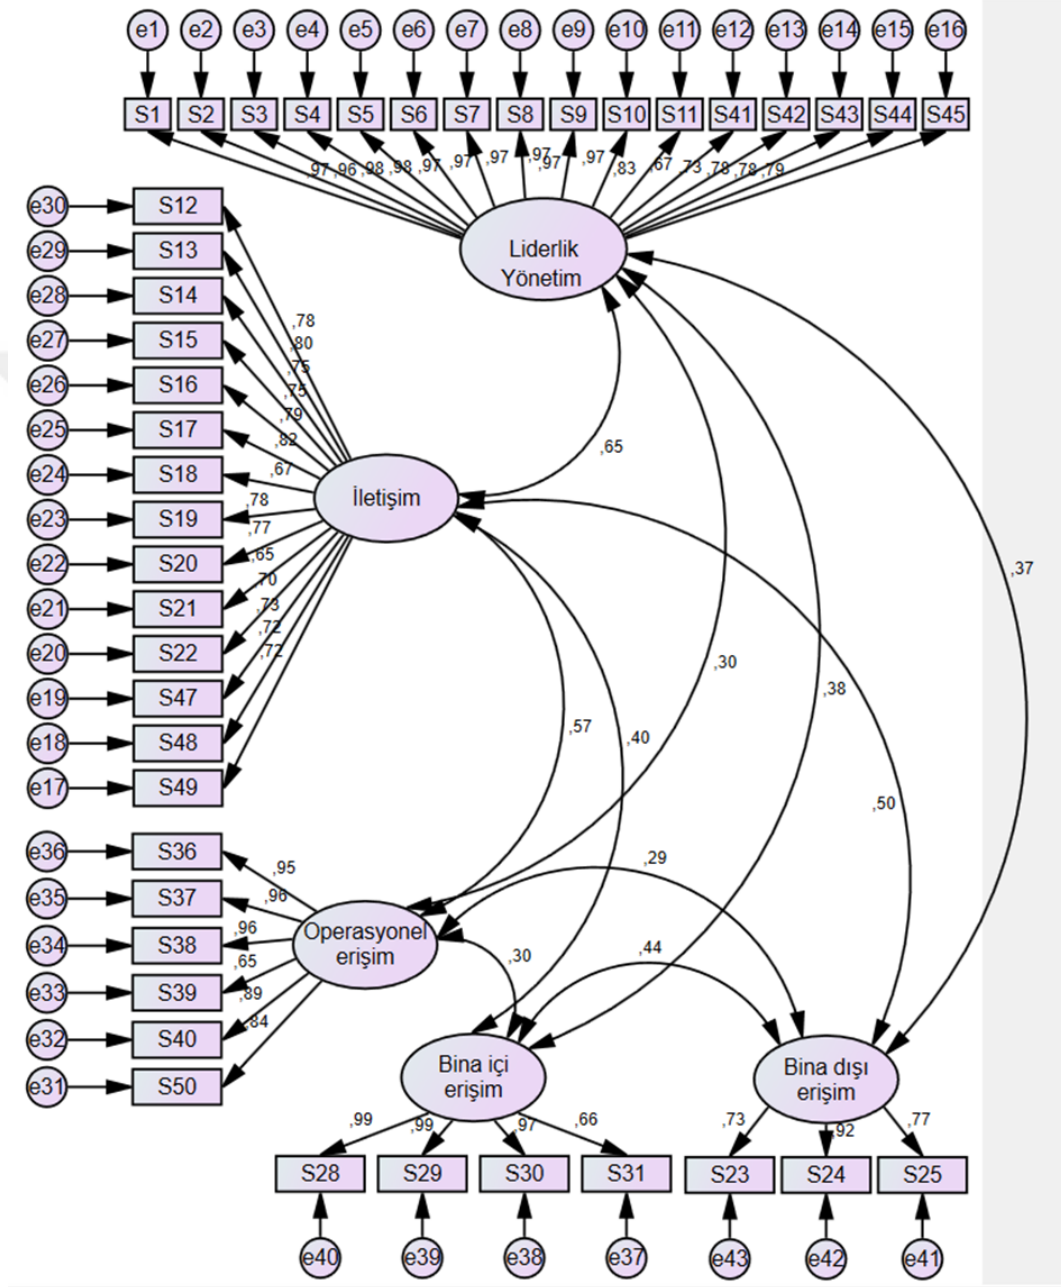 e1 e2 e3 e4 e5 e6 e7 e8 e9 e10 e11 e12 e13 e14 e15 e16
S1 S2 S3 S4 S5 S6 S7 S8 S9 S10 S11 S41 S42 S43 S44 S45
,97 ,96 ,98 ,98 ,97 ,97 ,97 ,97 ,97 ,97 ,83 ,67 ,73 ,78 ,78 ,79
Liderlik
Yönetim
e30 S12
e29 S13
e28 S14
e27 S15
e26 S16
e25 S17
e24 S18
e23 S19
e22 S20
e21 S21
e20 S22
e19 S47
e18 S48
e17 S49
,78
,80
,75
,75
,79
,82
,67
,78
,77
,65
,70
,73
,72
,72
İletişim
,65
,37
,30
,38
,57
,40
,50
,29
,30
,44
e36 S36
e35 S37
e34 S38
e33 S39
e32 S40
e31 S50
,95
,96
,96
,65
,89
,84
Operasyonel
erişim
Bina içi
erişim
,99 ,99 ,97 ,66
S28 S29 S30 S31
e40 e39 e38 e37
Bina dışı
erişim
,73 ,92 ,77
S23 S24 S25
e43 e42 e41